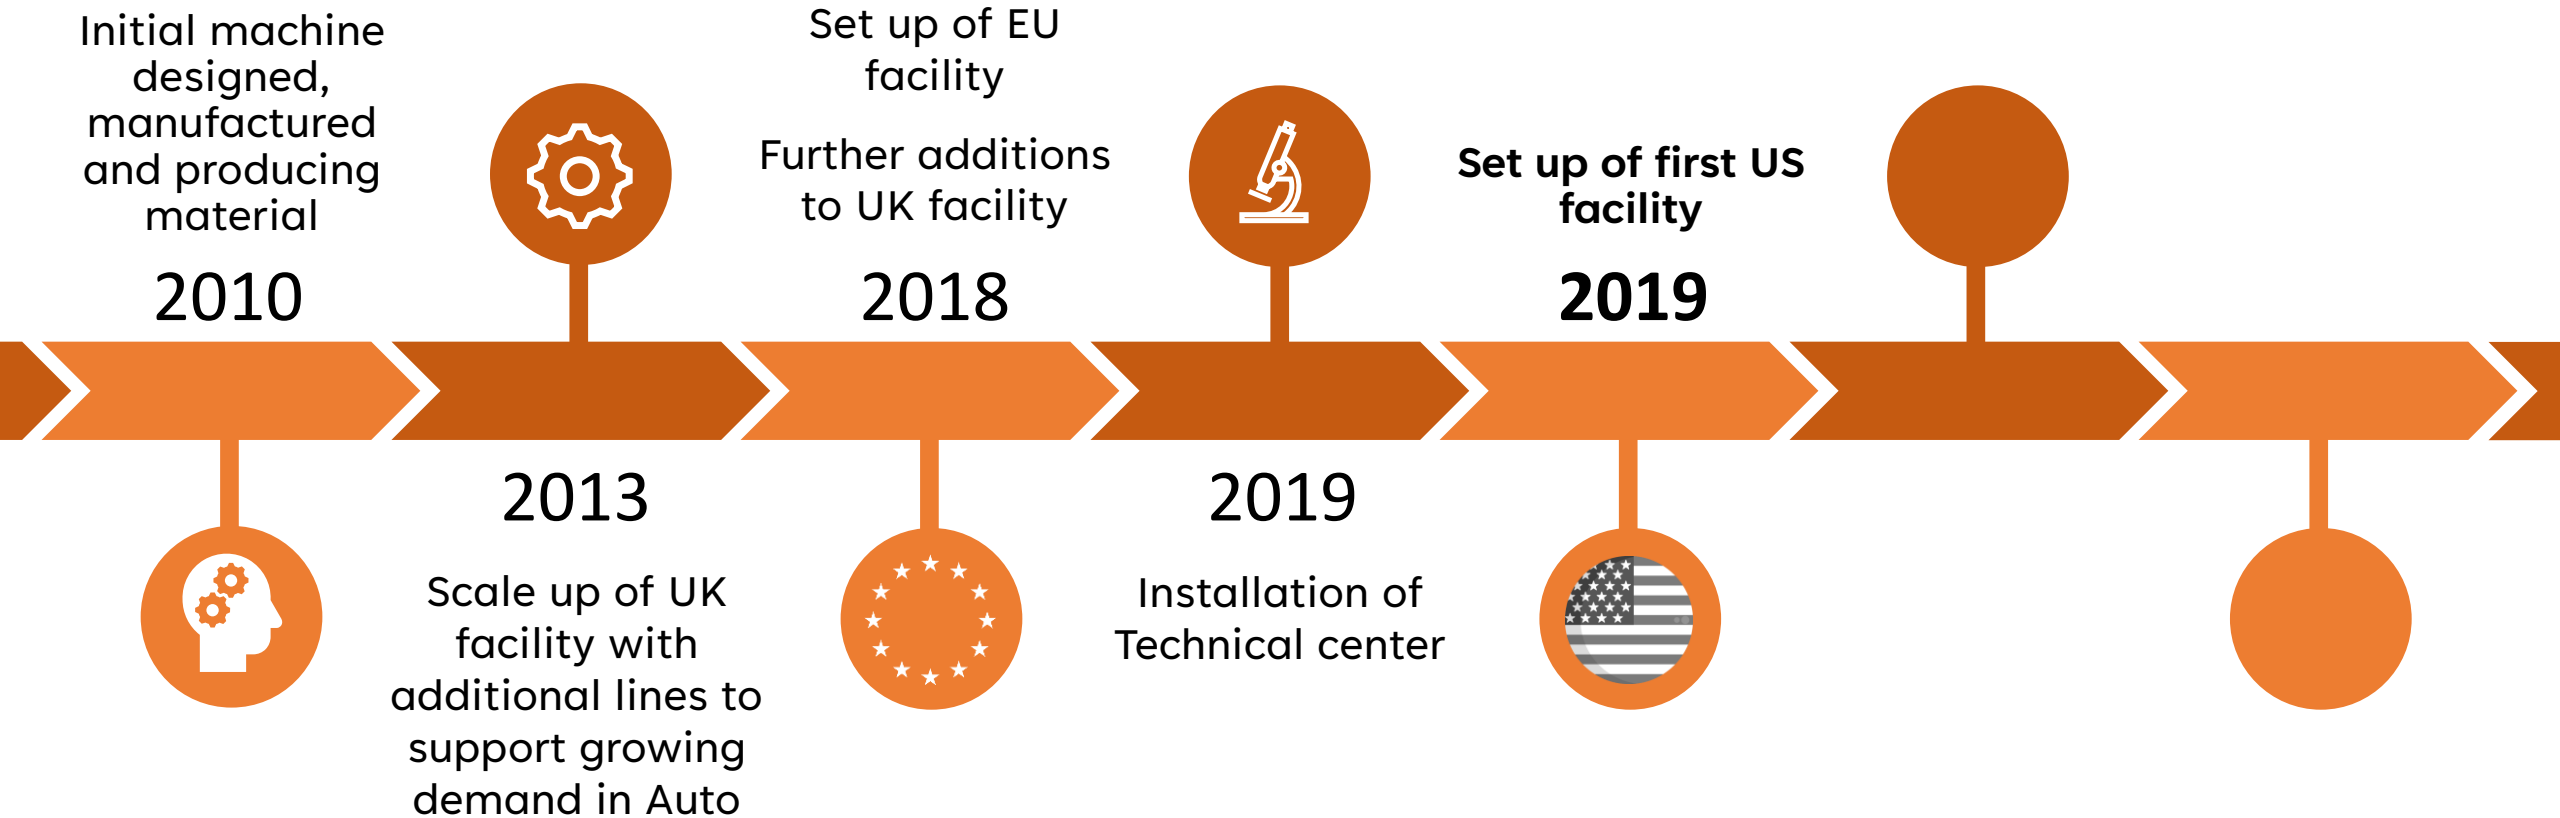 Initial machine
designed,
manufactured
and producing
material
2010
2013
Scale up of UK
facility with
additional lines to
support growing
demand in Auto
Set up of EU
facility
Further additions
to UK facility
2018
2019
Installation of
Technical center
Set up of first US
facility
2019